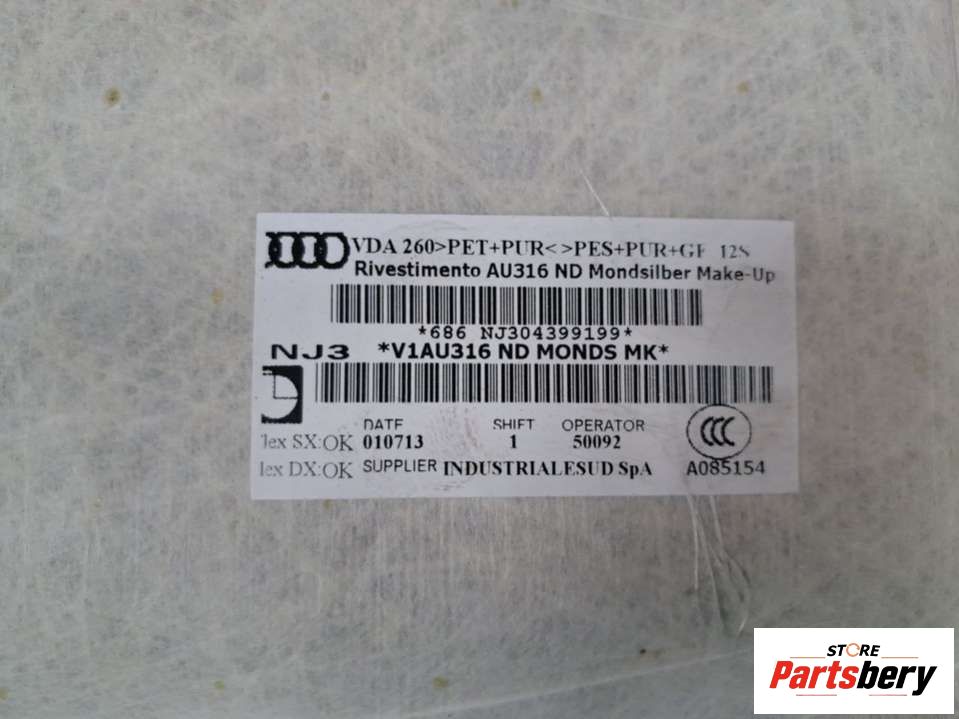 VDA 260>PET+PUR<>PES+PUR+GF 12S
Rivestimento AU316 ND Mondsilber Make-Up
*686 NJ304399199*
NJ3 *V1AU316 ND MONDS MK*
DATE SHIFT OPERATOR
lex SX:OK 010713 1 50092
lex DX:OK SUPPLIER INDUSTRIALESUD SpA
CCC
A085154
STORE
Partsbery